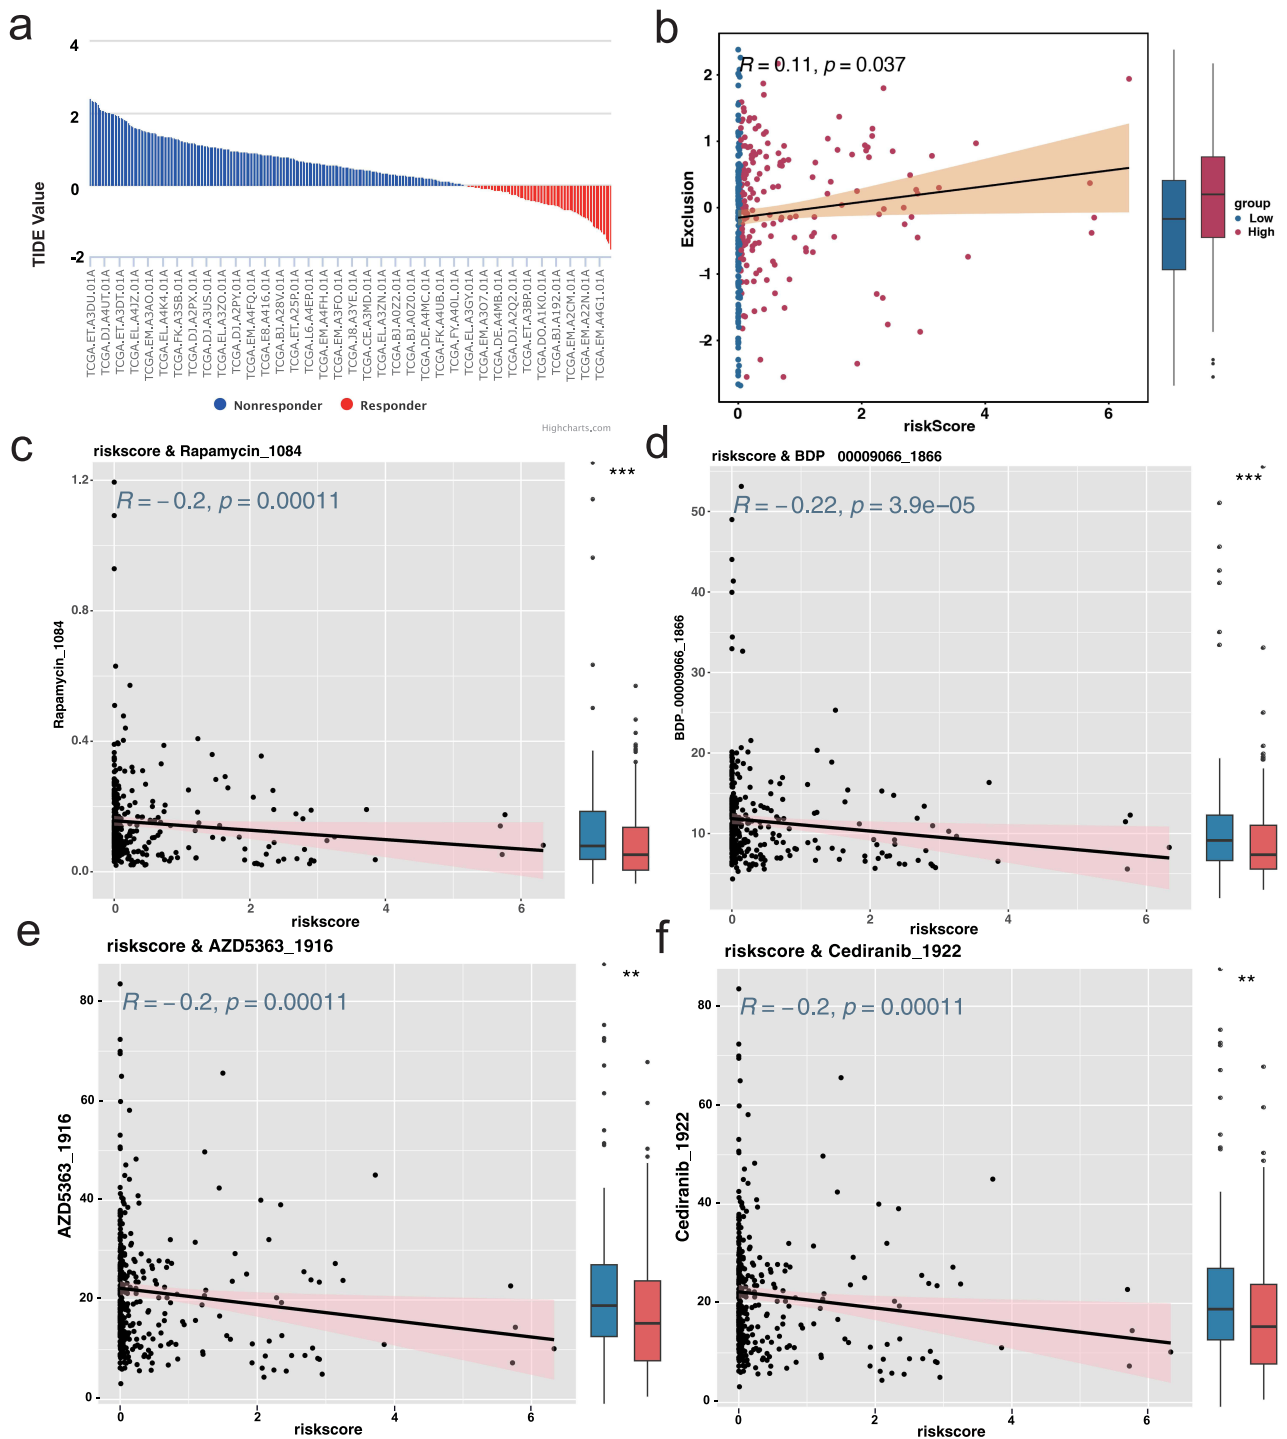 a
4
2
0
-2
TIDE Value
TCGA.ET.A3DU.01A
TCGA.DJ.A4UT.01A
TCGA.ET.A3DT.01A
TCGA.EL.A4JZ.01A
TCGA.EM.A3AO.01A
TCGA.EL.A4K4.01A
TCGA.FK.A3SB.01A
TCGA.DJ.A2PX.01A
TCGA.DJ.A3US.01A
TCGA.EL.A3ZO.01A
TCGA.DJ.A2PY.01A
TCGA.EM.A4FQ.01A
TCGA.E8.A416.01A
TCGA.BJ.A28V.01A
TCGA.ET.A25P.01A
TCGA.L6.A4EP.01A
TCGA.EM.A4FH.01A
TCGA.EM.A3FO.01A
TCGA.J8.A3YE.01A
TCGA.CE.A3MD.01A
TCGA.EL.A3ZN.01A
TCGA.BJ.A0Z2.01A
TCGA.BJ.A0Z0.01A
TCGA.DE.A4MC.01A
TCGA.FK.A4UB.01A
TCGA.FY.A40L.01A
TCGA.EL.A3GY.01A
TCGA.EM.A3O7.01A
TCGA.DE.A4MB.01A
TCGA.DJ.A2Q2.01A
TCGA.ET.A3BP.01A
TCGA.DO.A1K0.01A
TCGA.BJ.A192.01A
TCGA.EM.A2CM.01A
TCGA.EM.A22N.01A
TCGA.EM.A4G1.01A
Nonresponder
Responder
Highcharts.com
b
R = 0.11, p = 0.037
2
1
0
-1
-2
Exclusion
0 2 4 6
riskScore
group
Low
High
c
riskscore & Rapamycin_1084
R = −0.2, p = 0.00011
***
1.2
0.8
0.4
0.0
Rapamycin_1084
0 2 4 6
riskscore
d
riskscore & BDP 00009066_1866
R = −0.22, p = 3.9e−05
***
50
40
30
20
10
BDP_00009066_1866
0 2 4 6
riskscore
e
riskscore & AZD5363_1916
R = −0.2, p = 0.00011
**
80
60
40
20
0
AZD5363_1916
0 2 4 6
riskscore
f
riskscore & Cediranib_1922
R = −0.2, p = 0.00011
**
80
60
40
20
0
Cediranib_1922
0 2 4 6
riskscore